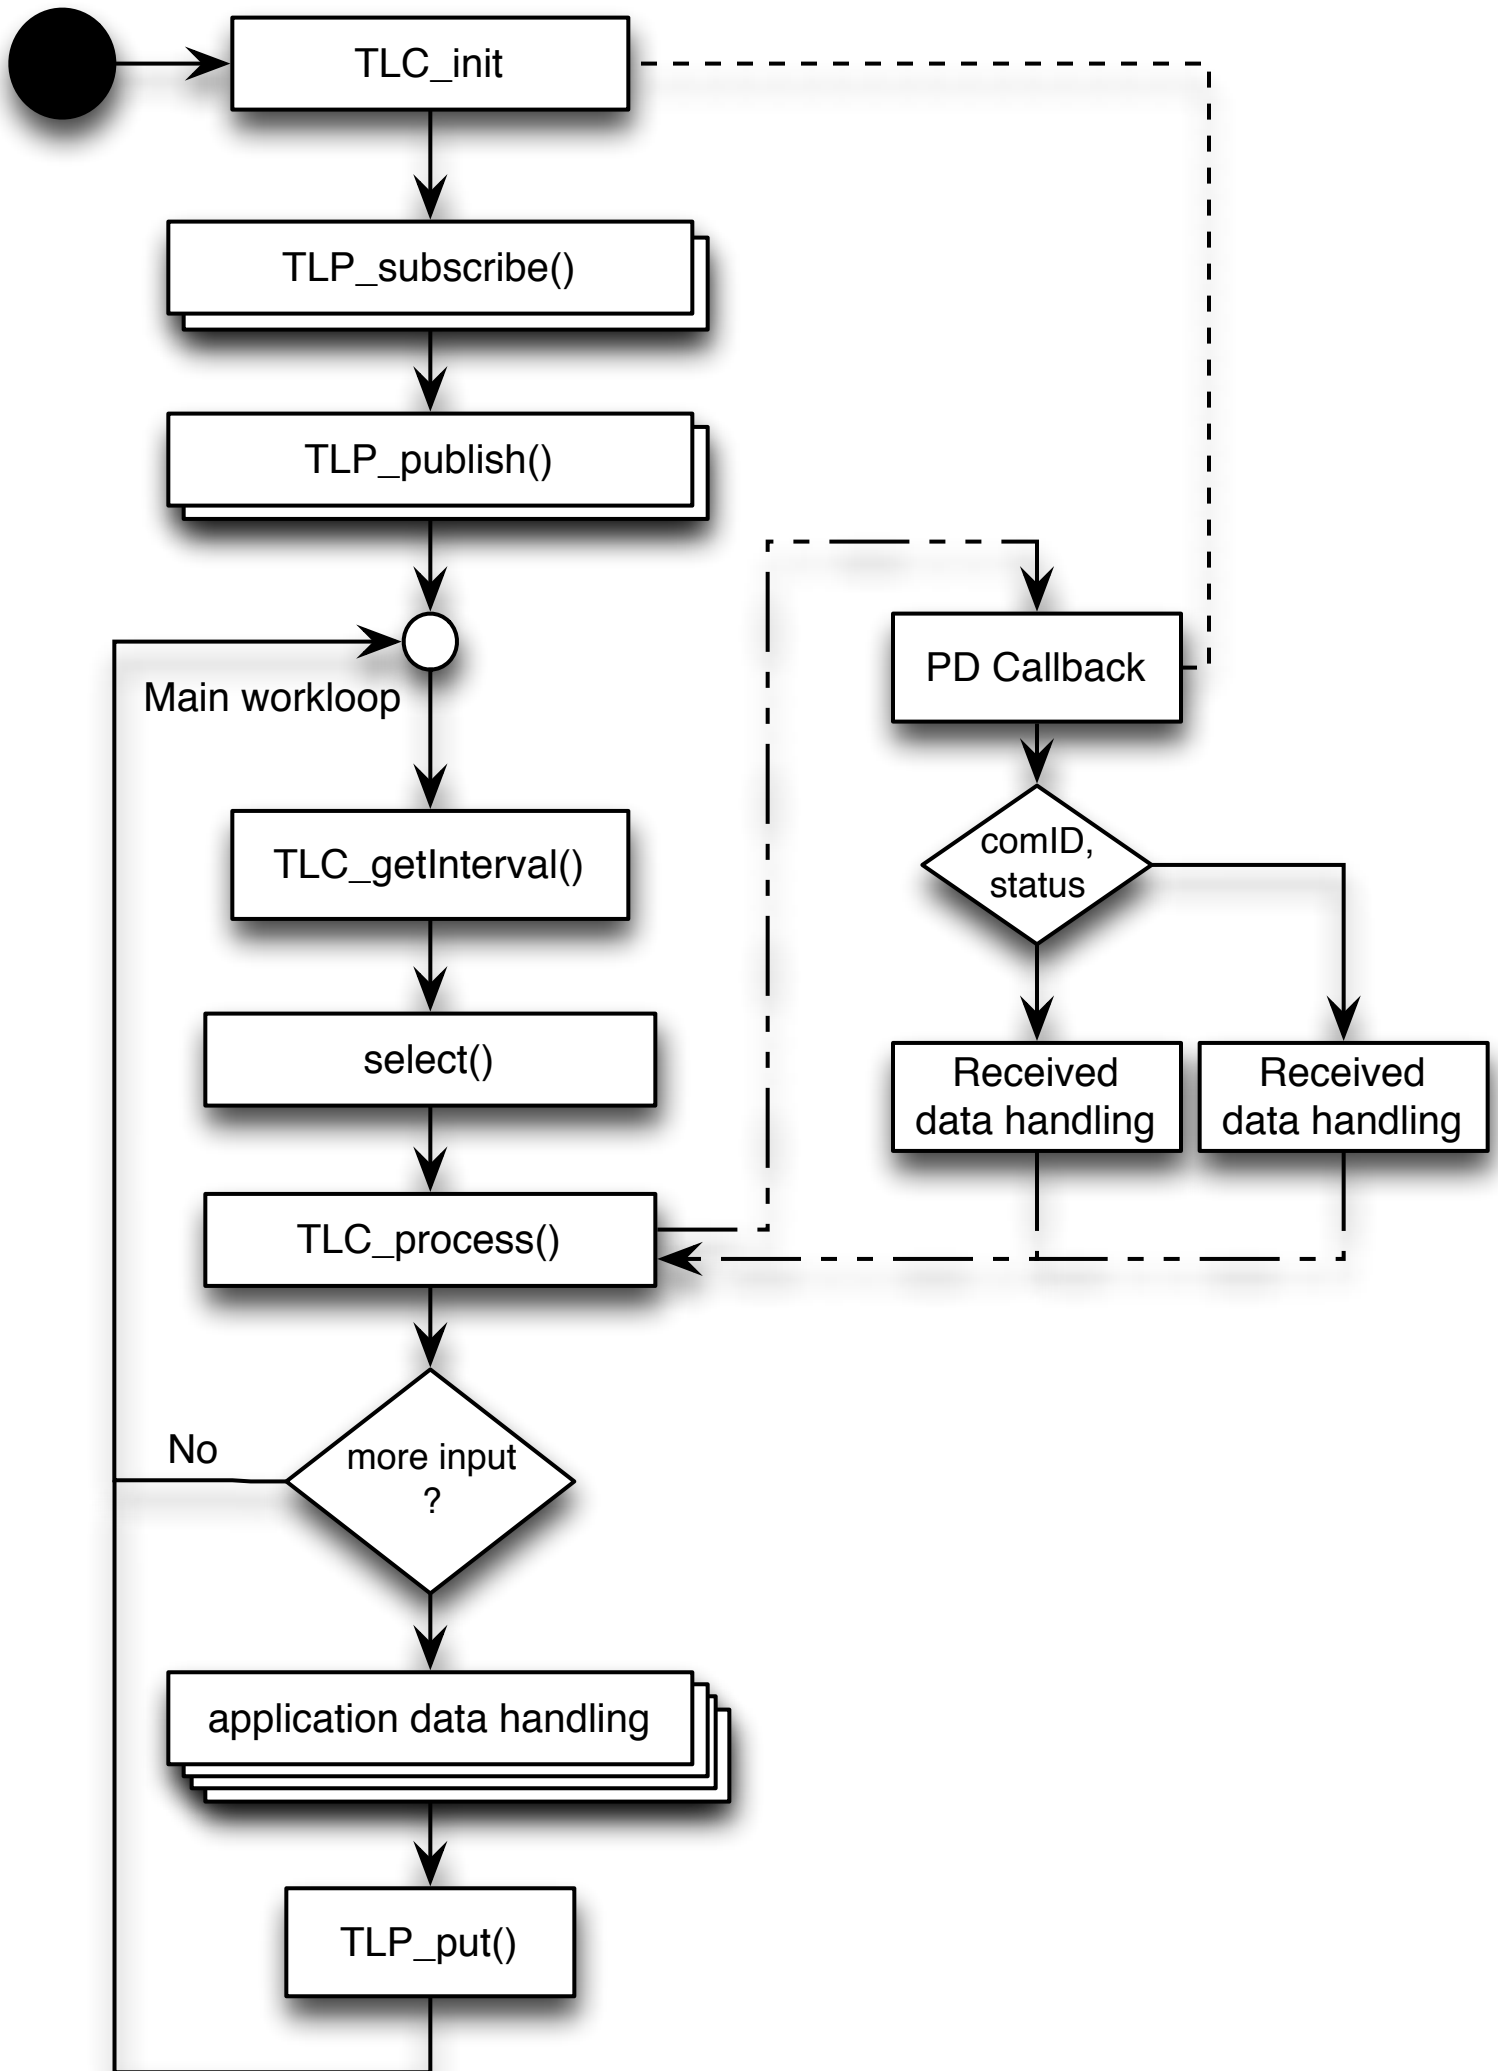 TLC_init
TLP_subscribe()
TLP_publish()
Main workloop
PD Callback
TLC_getInterval()
comID,
status
select()
Received
data handling
Received
data handling
TLC_process()
No
more input
?
application data handling
TLP_put()